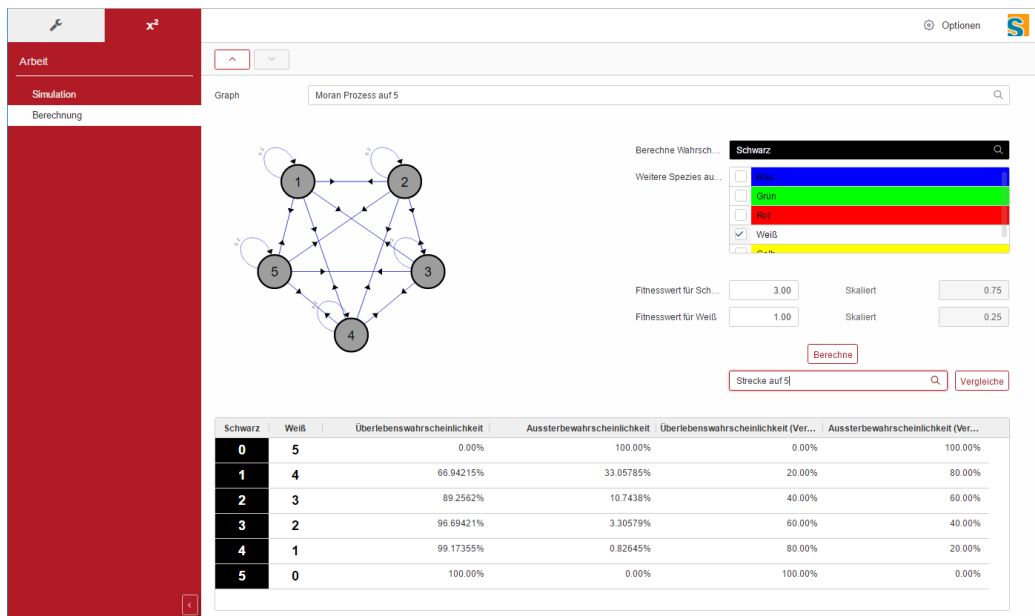 x²
Optionen
S
Arbeit
Simulation
Berechnung
Graph Moran Prozess auf 5
Berechne Wahrsch... Schwarz
Weitere Spezies au... Blau
Grün
Rot
Weiß
Gelb
1 2 3 4 5
Fitnesswert für Sch... 3.00 Skaliert 0.75
Fitnesswert für Weiß 1.00 Skaliert 0.25
Berechne
Strecke auf 5 Vergleiche
Schwarz Weiß Überlebenswahrscheinlichkeit Aussterbewahrscheinlichkeit Überlebenswahrscheinlichkeit (Ver... Aussterbewahrscheinlichkeit (Ver...
0 5 0.00% 100.00% 0.00% 100.00%
1 4 66.94215% 33.05785% 20.00% 80.00%
2 3 89.2562% 10.7438% 40.00% 60.00%
3 2 96.69421% 3.30579% 60.00% 40.00%
4 1 99.17355% 0.82645% 80.00% 20.00%
5 0 100.00% 0.00% 100.00% 0.00%